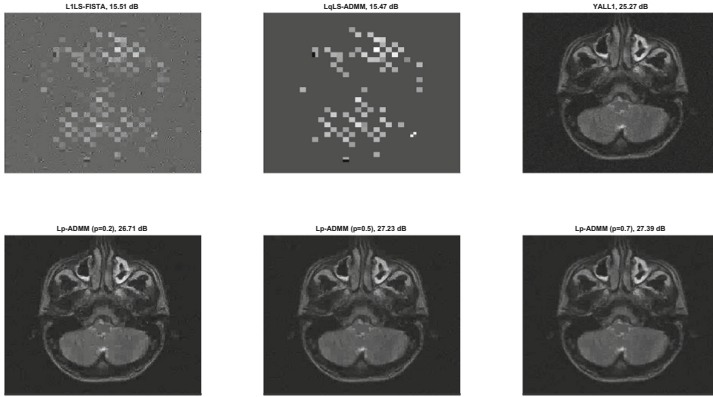 L1LS-FISTA, 15.51 dB
LqLS-ADMM, 15.47 dB
YALL1, 25.27 dB
Lp-ADMM (p=0.2), 26.71 dB
Lp-ADMM (p=0.5), 27.23 dB
Lp-ADMM (p=0.7), 27.39 dB